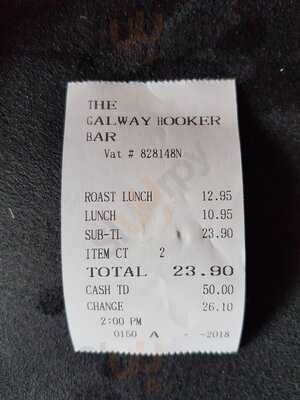 THE
GALWAY HOOKER
BAR
Vat # 828148N
ROAST LUNCH 12.95
LUNCH 10.95
SUB-TL 23.90
ITEM CT 2
TOTAL 23.90
CASH TD 50.00
CHANGE 26.10
2:00 PM
0150 A - -2018